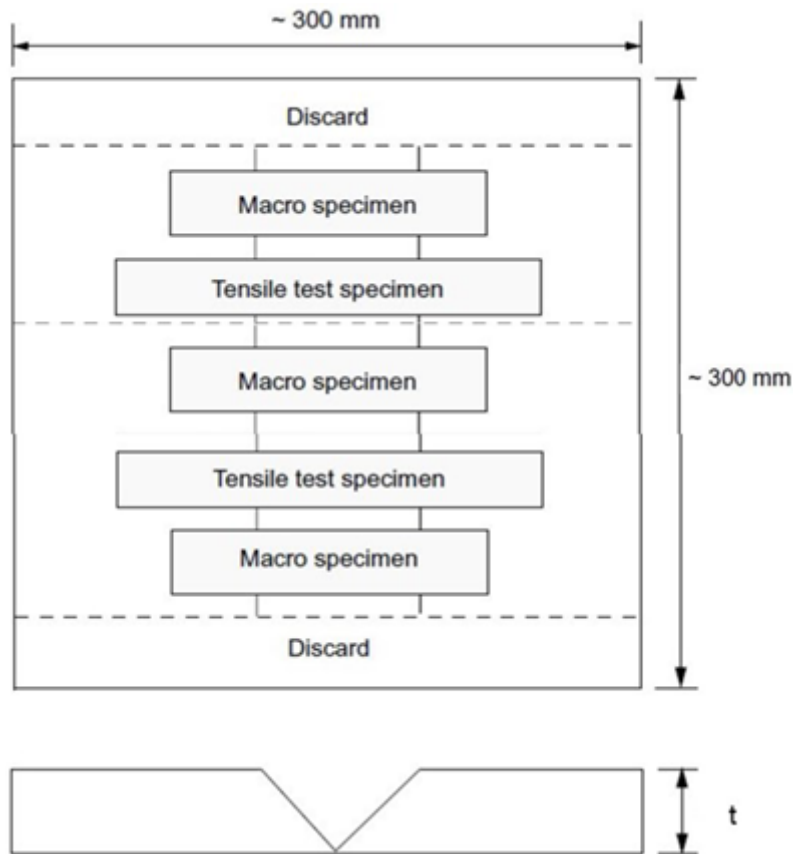 ~ 300 mm
Discard
Macro specimen
Tensile test specimen
Macro specimen
~ 300 mm
Tensile test specimen
Macro specimen
Discard
t